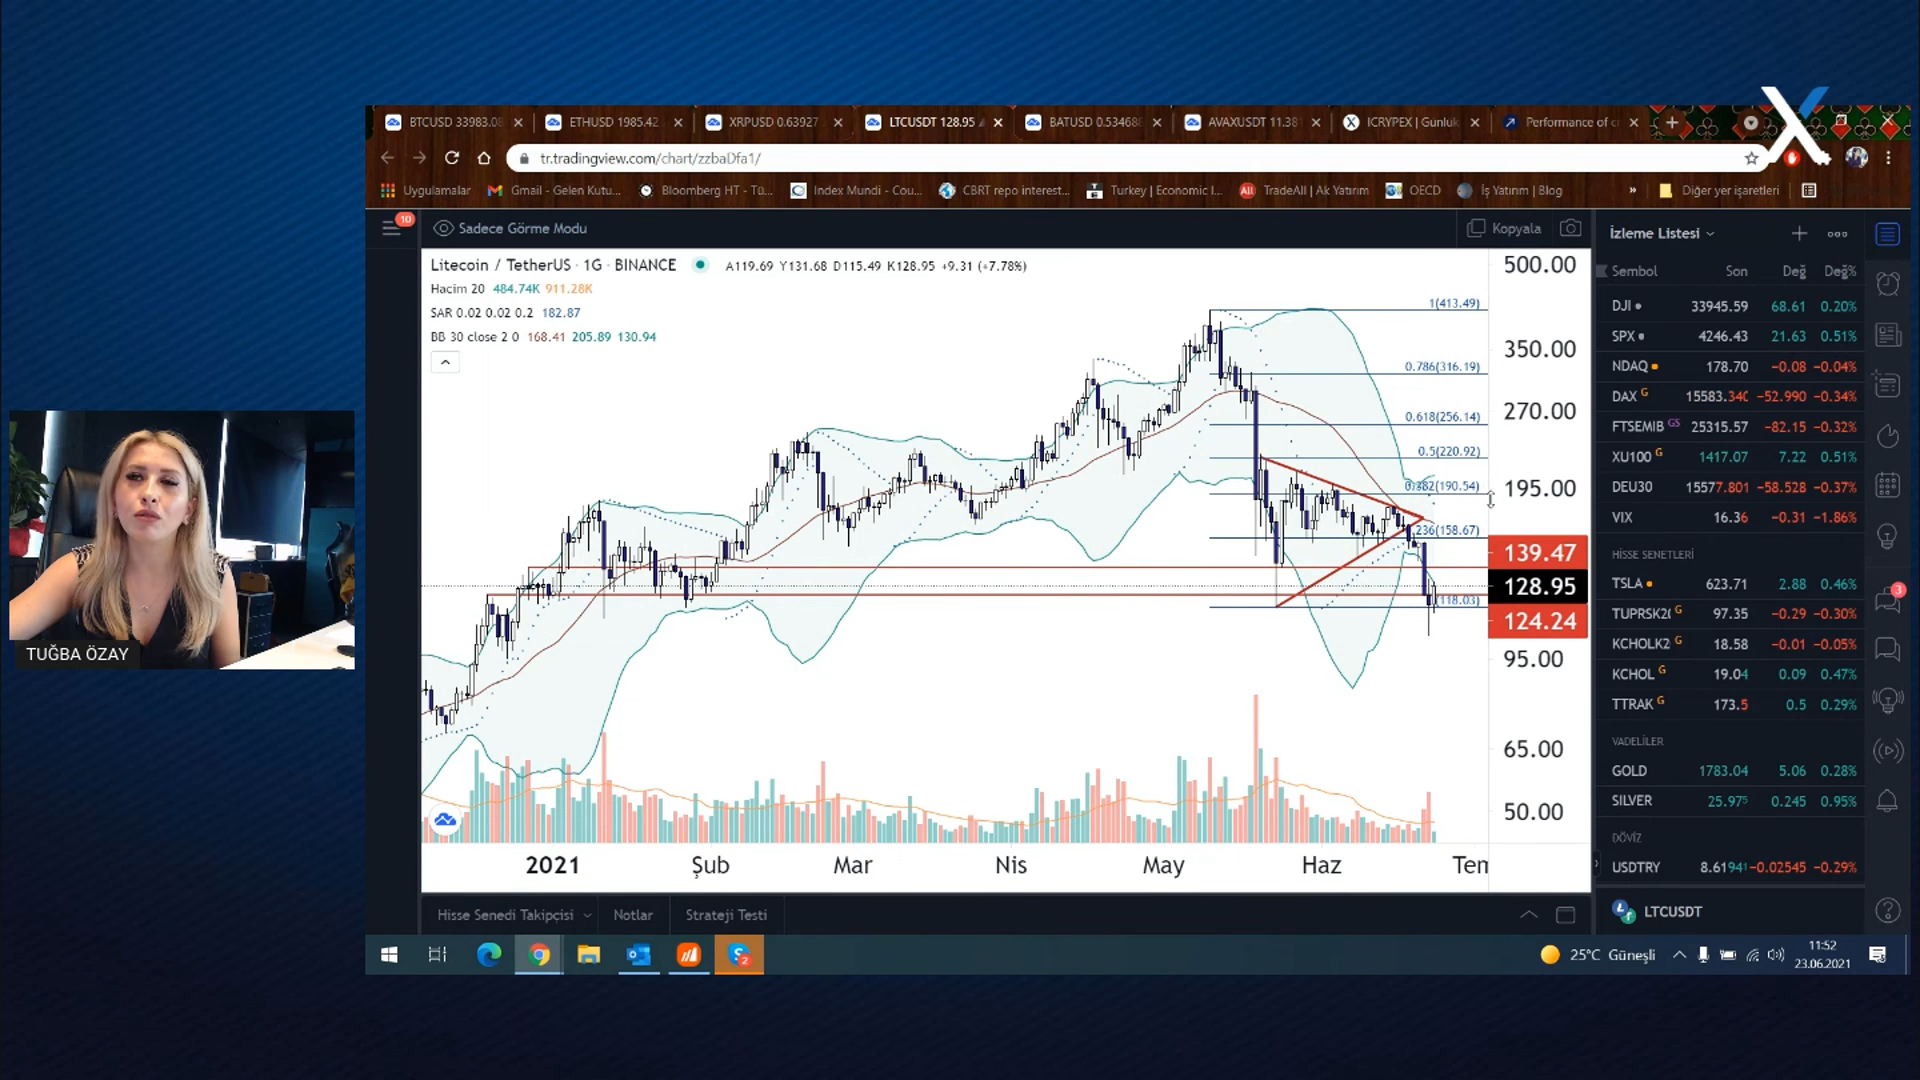 BTCUSD 33983.0
ETHUSD 1985.42
XRPUSD 0.63927
LTCUSDT 128.95
BATUSD 0.53468
AVAXUSDT 11.38
ICRYPEX | Günlük
Performance of c
tr.tradingview.com/chart/zzbaDfa1/
Uygulamalar
Gmail - Gelen Kutu...
Bloomberg HT - Tü...
Index Mundi - Cou...
CBRT repo interest...
Turkey | Economic I...
TradeAll | Ak Yatırım
OECD
İş Yatırım | Blog
»
Diğer yer işaretleri
10
Sadece Görme Modu
Kopyala
Litecoin / TetherUS · 1G · BINANCE
A119.69 Y131.68 D115.49 K128.95 +9.31 (+7.78%)
Hacim 20 484.74K 911.28K
SAR 0.02 0.02 0.2 182.87
BB 30 close 2 0 168.41 205.89 130.94
1(413.49)
0.786(316.19)
0.618(256.14)
0.5(220.92)
0.382(190.54)
236(158.67)
118.03)
500.00
350.00
270.00
195.00
139.47
128.95
124.24
95.00
65.00
50.00
2021 Şub Mar Nis May Haz Tem
Hisse Senedi Takipçisi
Notlar
Strateji Testi
İzleme Listesi
Sembol Son Değ Değ%
DJI 33945.59 68.61 0.20%
SPX 4246.43 21.63 0.51%
NDAQ 178.70 −0.08 −0.04%
DAX G 15583.340 −52.990 −0.34%
FTSEMIB GS 25315.57 −82.15 −0.32%
XU100 G 1417.07 7.22 0.51%
DEU30 15577.801 −58.528 −0.37%
VIX 16.36 −0.31 −1.86%
HİSSE SENETLERİ
TSLA 623.71 2.88 0.46%
TUPRSK2 G 97.35 −0.29 −0.30%
KCHOLK2 G 18.58 −0.01 −0.05%
KCHOL G 19.04 0.09 0.47%
TTRAK G 173.5 0.5 0.29%
VADELİLER
GOLD 1783.04 5.06 0.28%
SILVER 25.975 0.245 0.95%
DÖVİZ
USDTRY 8.61941 −0.02545 −0.29%
LTCUSDT
3
TUĞBA ÖZAY
2
25°C Güneşli
11:52
23.06.2021